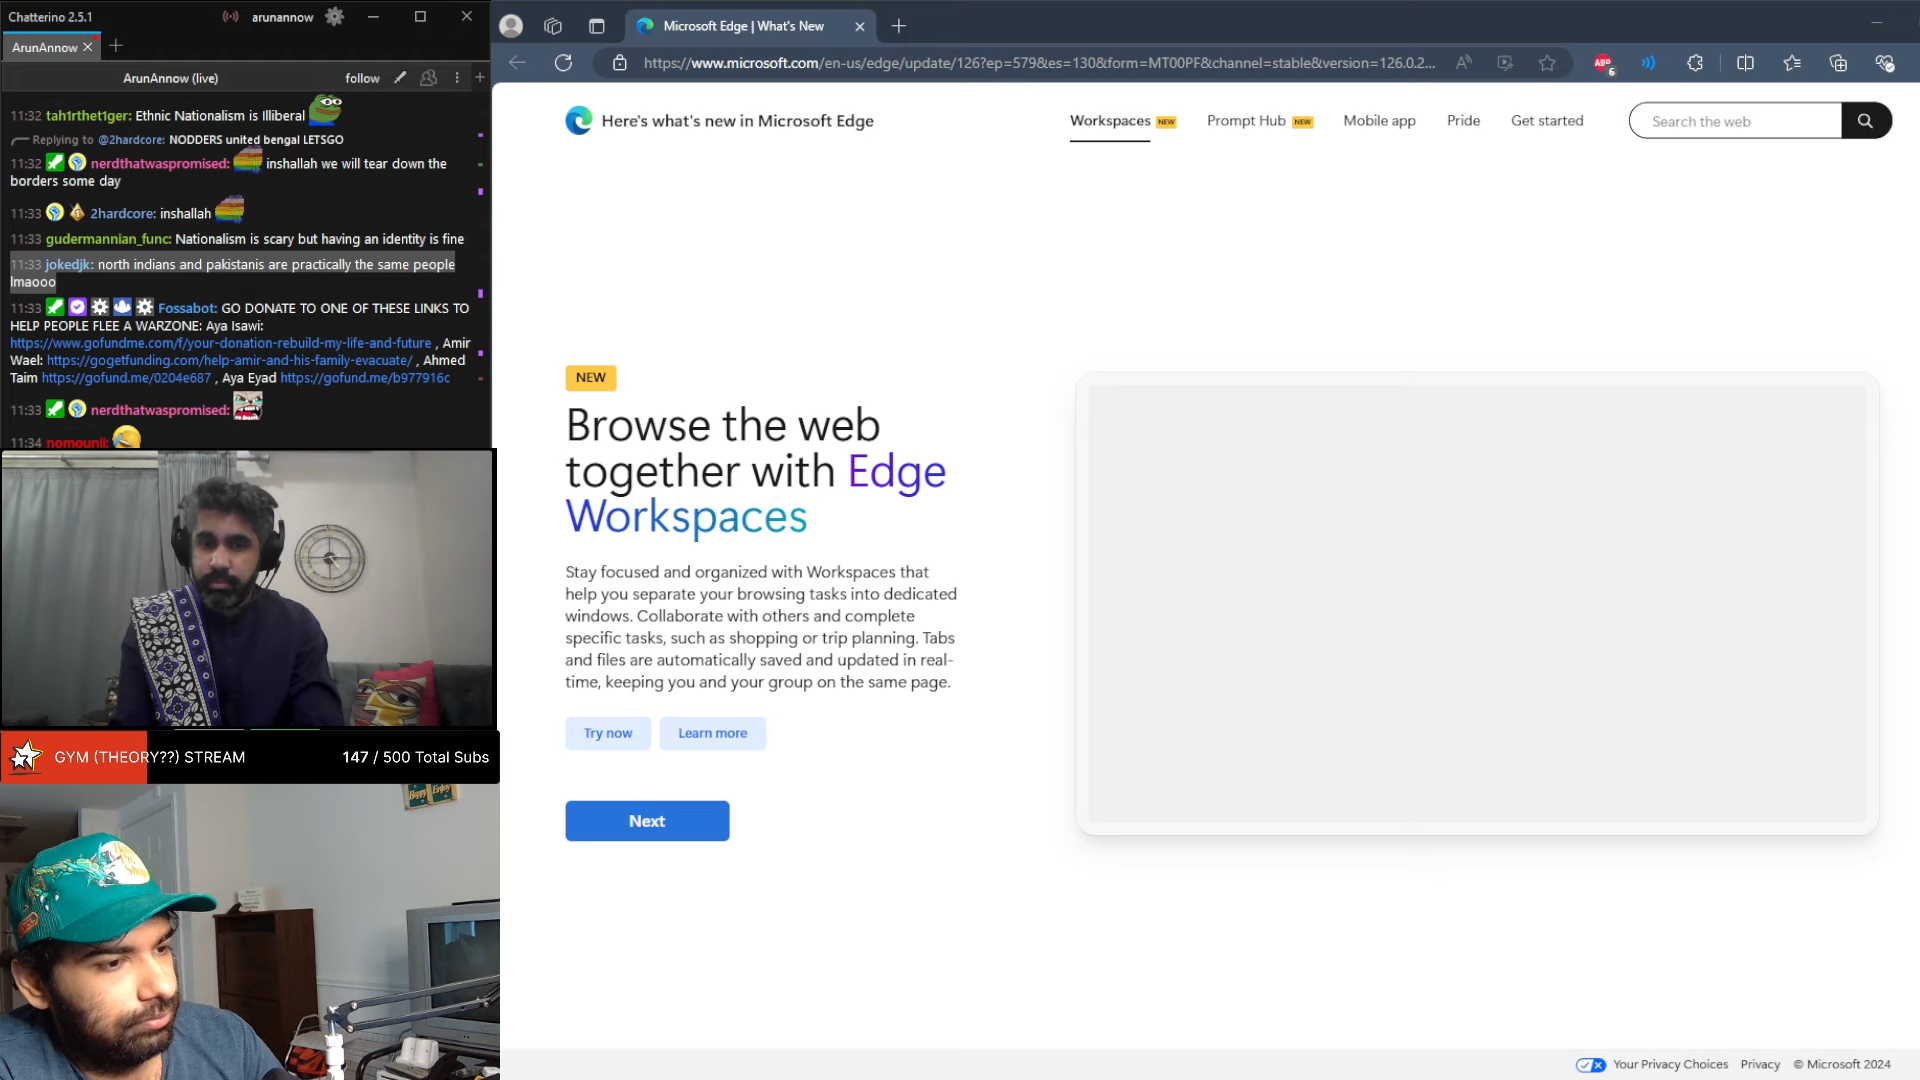 Chatterino 2.5.1
arunannow
ArunAnnow
ArunAnnow (live)
follow
11:32 tah1rthet1ger: Ethnic Nationalism is Illiberal
Replying to @2hardcore: NODDERS united bengal LETSGO
11:32 nerdthatwaspromised: inshallah we will tear down the
borders some day
11:33 2hardcore: inshallah
11:33 gudermannian_func: Nationalism is scary but having an identity is fine
11:33 jokedjk: north indians and pakistanis are practically the same people
lmaooo
11:33 Fossabot: GO DONATE TO ONE OF THESE LINKS TO
HELP PEOPLE FLEE A WARZONE: Aya Isawi:
https://www.gofundme.com/f/your-donation-rebuild-my-life-and-future , Amir
Wael: https://gogetfunding.com/help-amir-and-his-family-evacuate/ , Ahmed
Taim https://gofund.me/0204e687 , Aya Eyad https://gofund.me/b977916c
11:33 nerdthatwaspromised:
11:34 nomounii:
GYM (THEORY??) STREAM
147 / 500 Total Subs
Microsoft Edge | What's New
https://www.microsoft.com/en-us/edge/update/126?ep=579&es=130&form=MT00PF&channel=stable&version=126.0.2...
ABP
6
Here's what's new in Microsoft Edge
Workspaces NEW
Prompt Hub NEW
Mobile app
Pride
Get started
Search the web
NEW
Browse the web
together with Edge
Workspaces
Stay focused and organized with Workspaces that
help you separate your browsing tasks into dedicated
windows. Collaborate with others and complete
specific tasks, such as shopping or trip planning. Tabs
and files are automatically saved and updated in real-
time, keeping you and your group on the same page.
Try now
Learn more
Next
Your Privacy Choices
Privacy
© Microsoft 2024